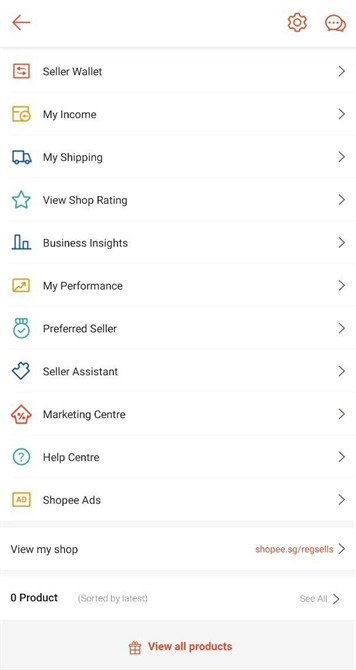 Seller Wallet
My Income
My Shipping
View Shop Rating
Business Insights
My Performance
Preferred Seller
Seller Assistant
Marketing Centre
Help Centre
AD Shopee Ads
View my shop shopee.sg/regsells
0 Product (Sorted by latest) See All
View all products